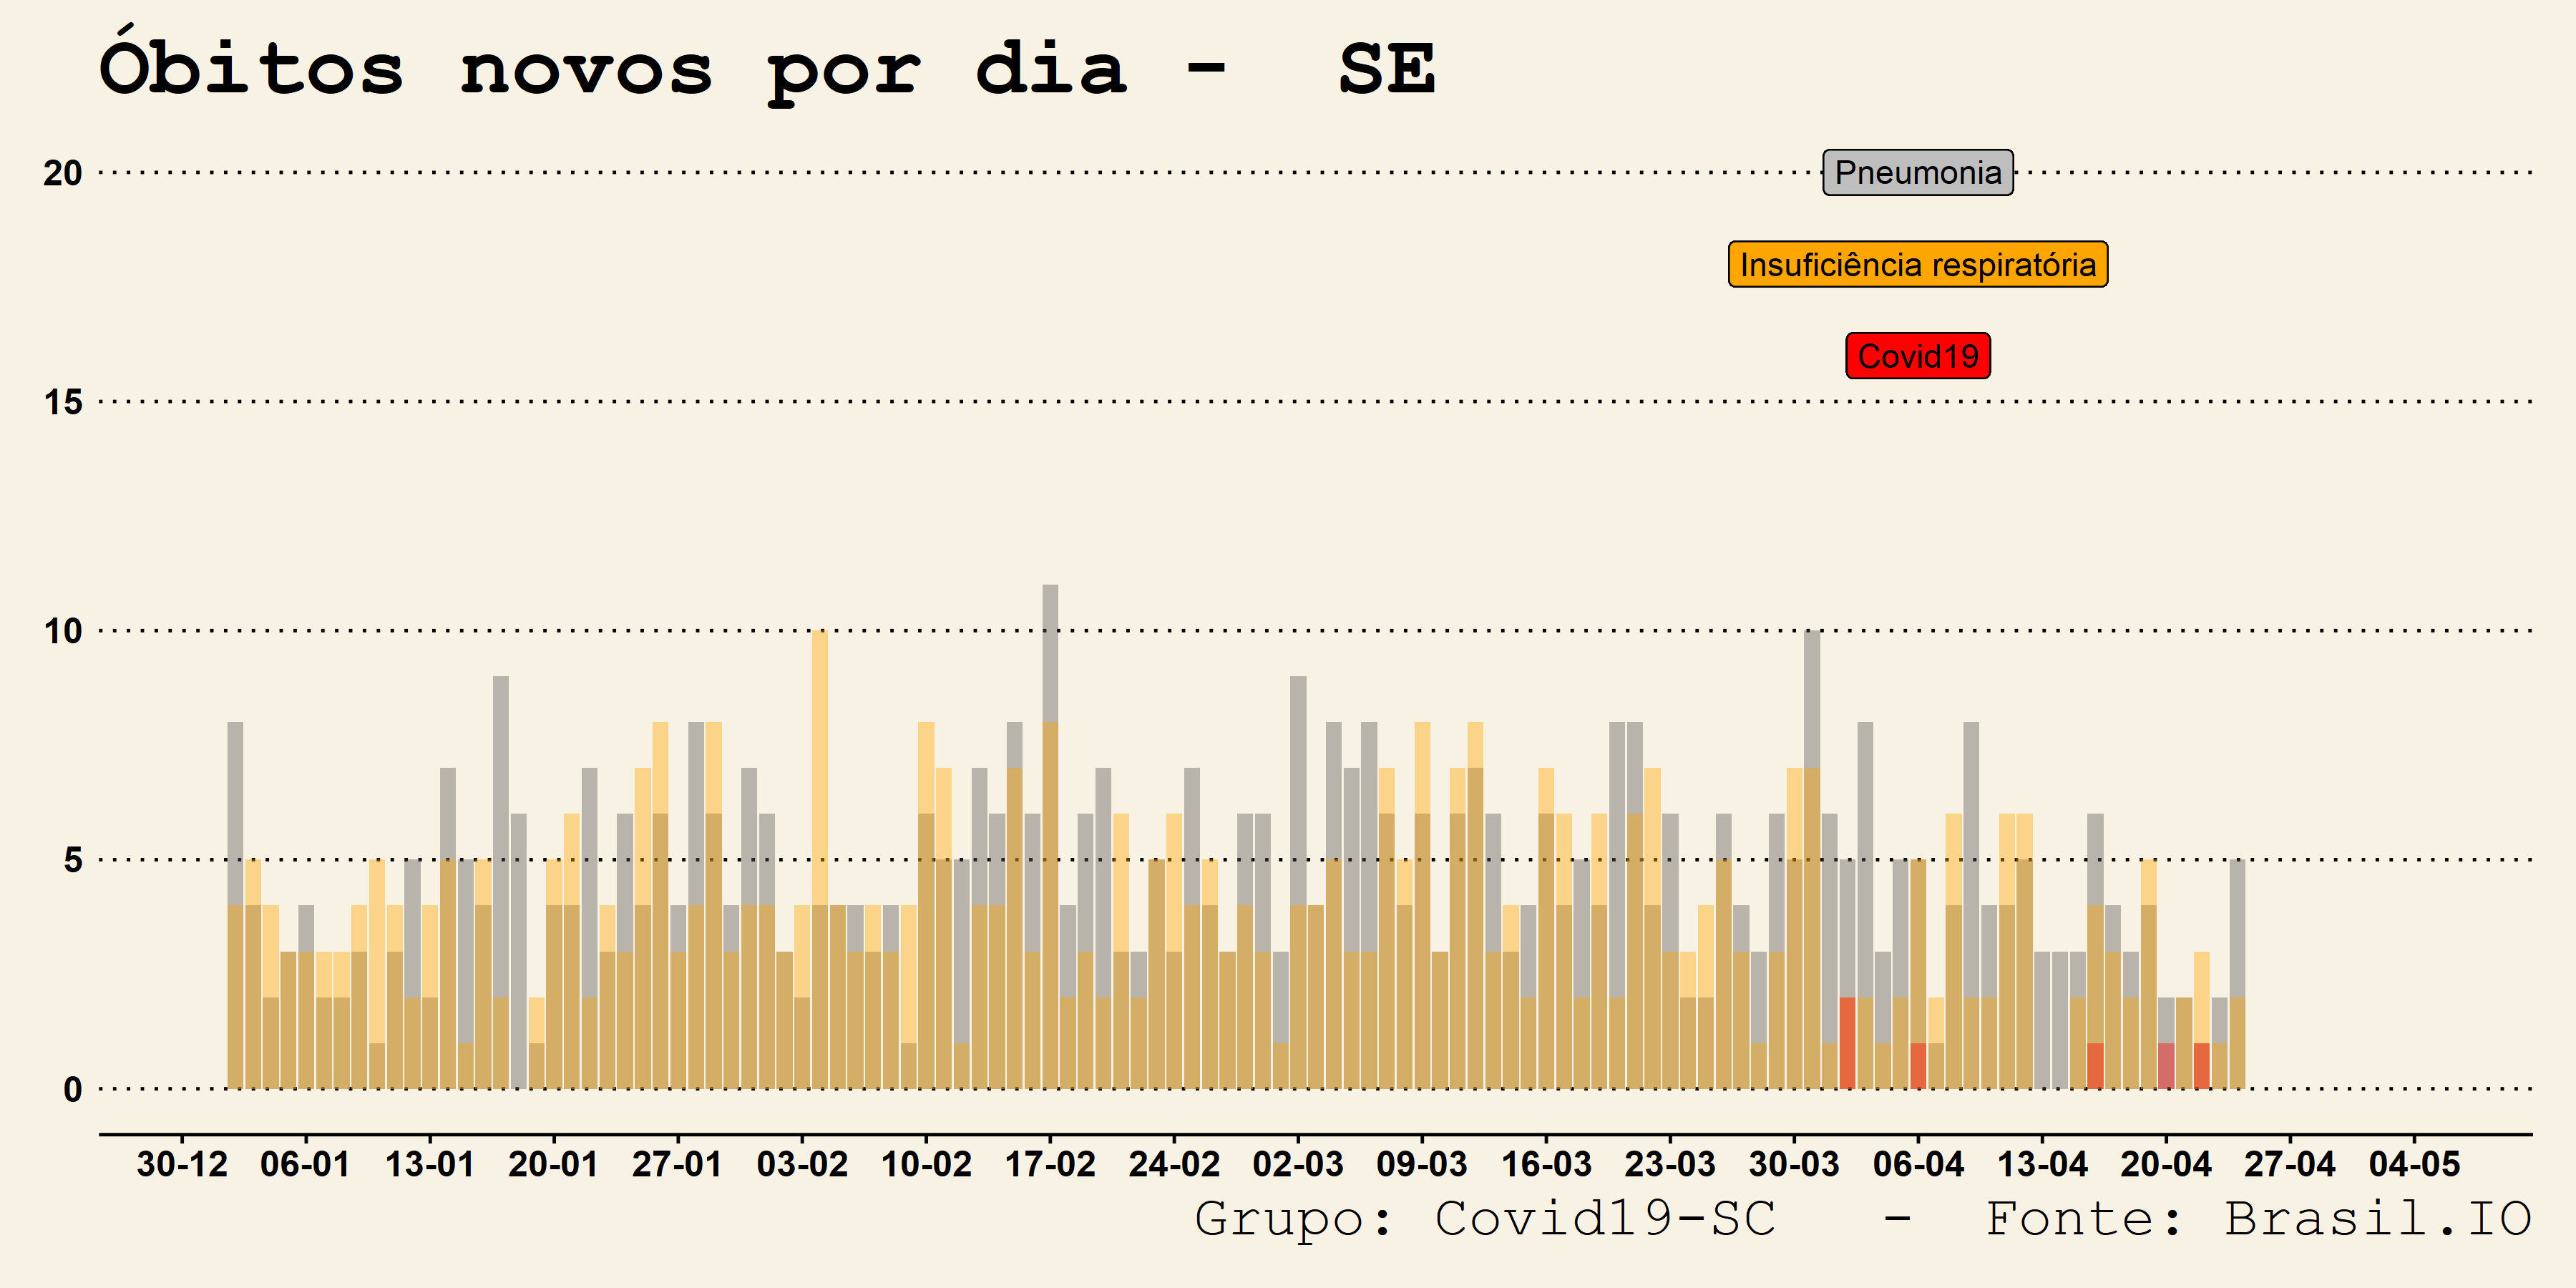 Óbitos novos por dia -  SE
20
Pneumonia
Insuficiência respiratória
Covid19
15
10
5
0
30-12 06-01 13-01 20-01 27-01 03-02 10-02 17-02 24-02 02-03 09-03 16-03 23-03 30-03 06-04 13-04 20-04 27-04 04-05
Grupo: Covid19-SC  -  Fonte: Brasil.IO